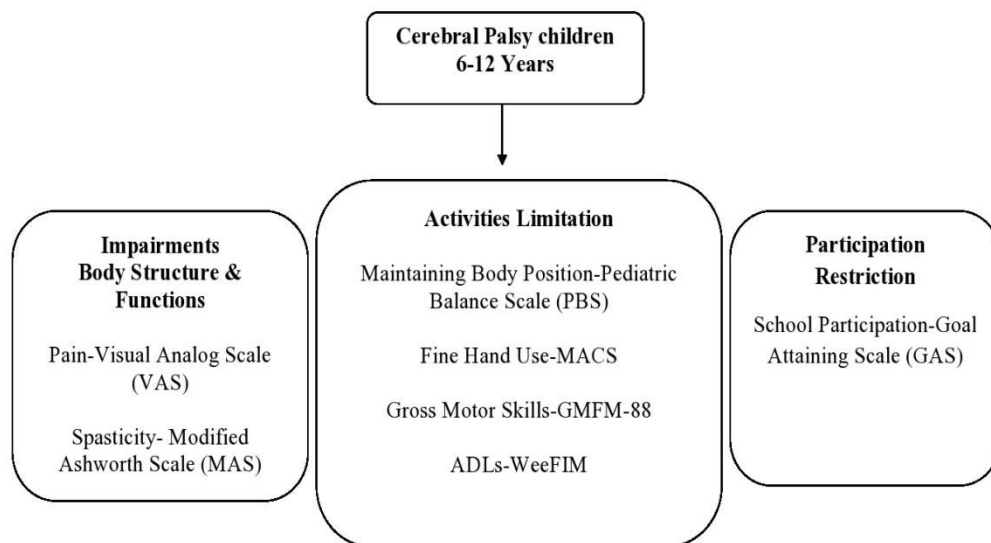 Cerebral Palsy children
6-12 Years
Impairments
Body Structure &
Functions
Pain-Visual Analog Scale
(VAS)
Spasticity- Modified
Ashworth Scale (MAS)
Activities Limitation
Maintaining Body Position-Pediatric
Balance Scale (PBS)
Fine Hand Use-MACS
Gross Motor Skills-GMFM-88
ADLs-WeeFIM
Participation
Restriction
School Participation-Goal
Attaining Scale (GAS)